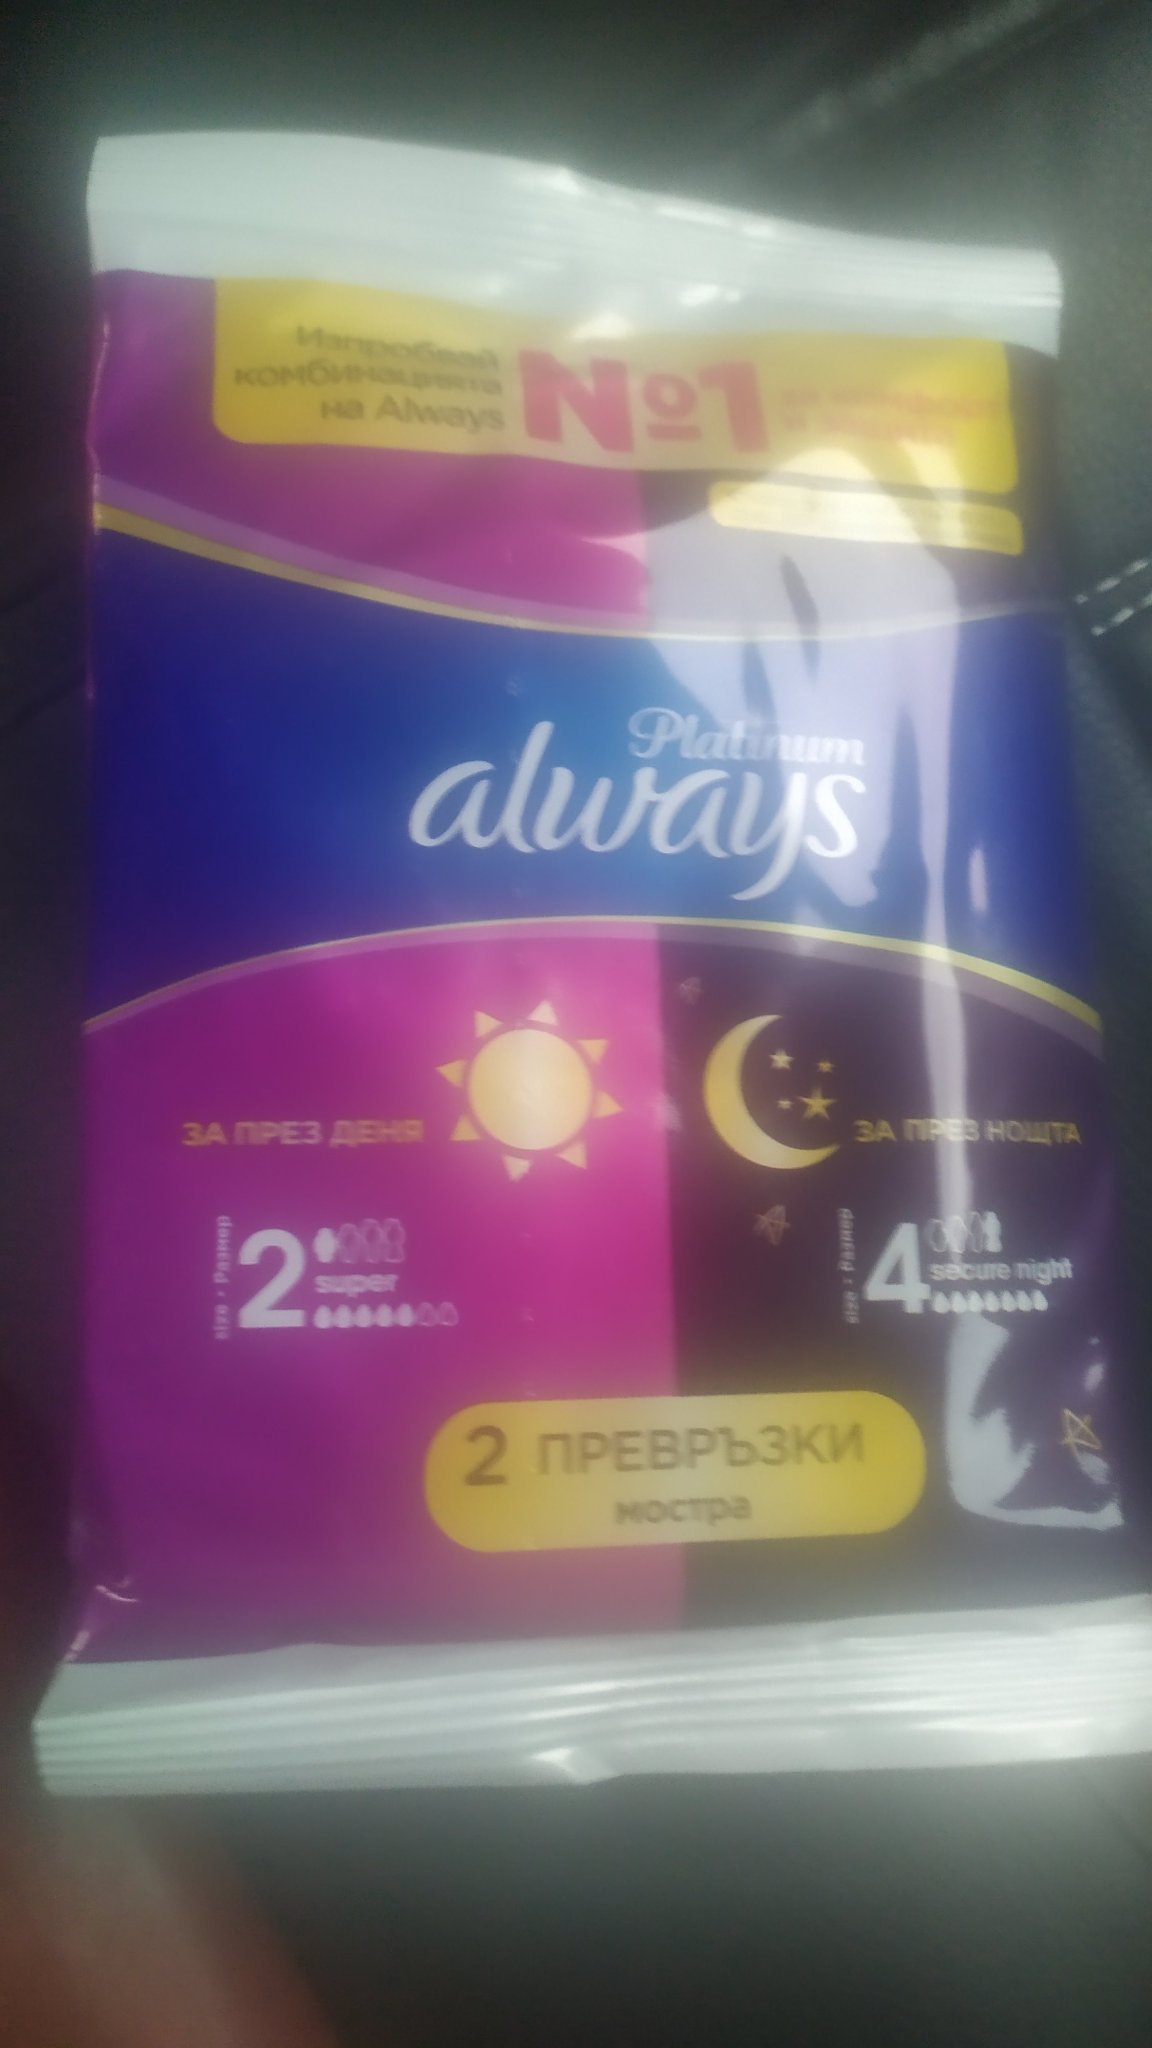 Изпробвай
комбинацията
на Always
№1
Platinum
always
ЗА ПРЕЗ ДЕНЯ
ЗА ПРЕЗ НОЩТА
size • Размер
2
super
size • Размер
4
secure night
2 ПРЕВРЪЗКИ
мостра